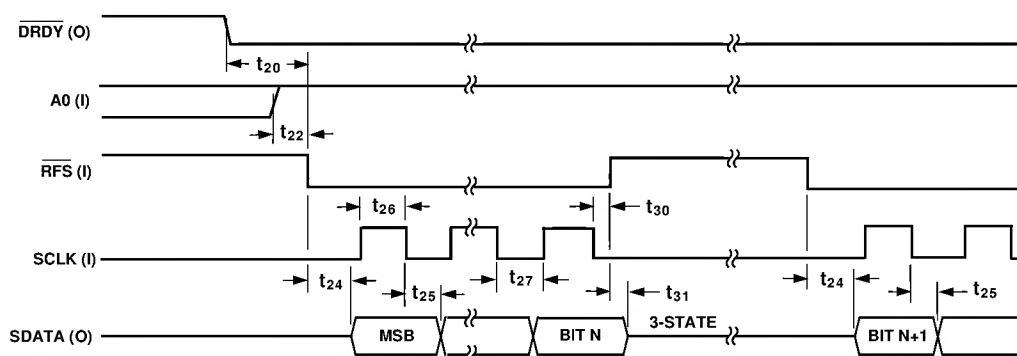 DRDY (O)
t20
A0 (I)
t22
RFS (I)
t26
t30
SCLK (I)
t24
t25
t27
t31
t24
t25
SDATA (O)
MSB
BIT N
3-STATE
BIT N+1